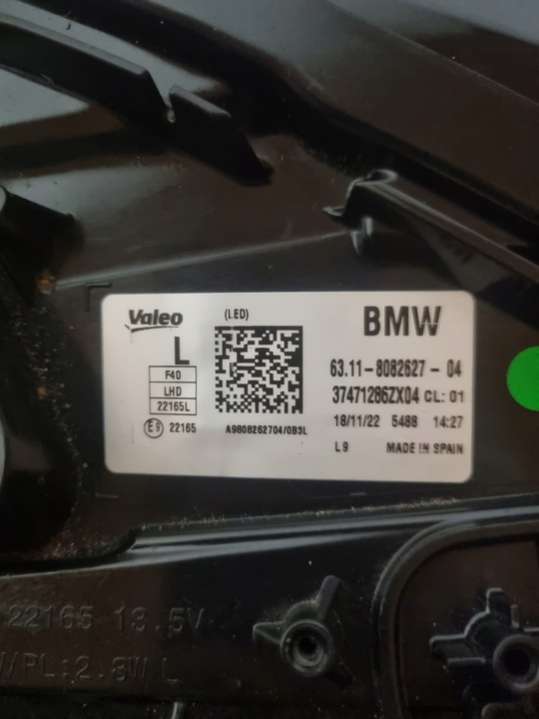 Valeo
(LED)
BMW
L
F40
LHD
22165L
E9 22165
A9808262704/0B3L
63.11-8082627-04
37471286ZX04 CL: 01
18/11/22 5488 14:27
L9 MADE IN SPAIN
22165 13.5V
/PL:2.8W L